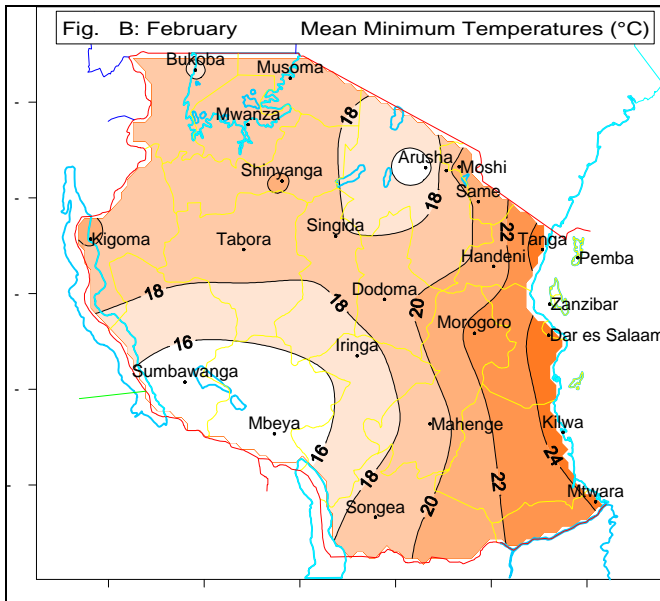 Fig. B: February Mean Minimum Temperatures (°C)
Bukoba
Musoma
Mwanza
18
Arusha
Moshi
Shinyanga
Same
18
Singida
22
Kigoma
Tabora
Tanga
Handeni
Pemba
18
18
Dodoma
20
Zanzibar
Morogoro
Dar es Salaam
16
Iringa
Sumbawanga
Mbeya
Mahenge
Kilwa
16
24
18
22
20
Mtwara
Songea